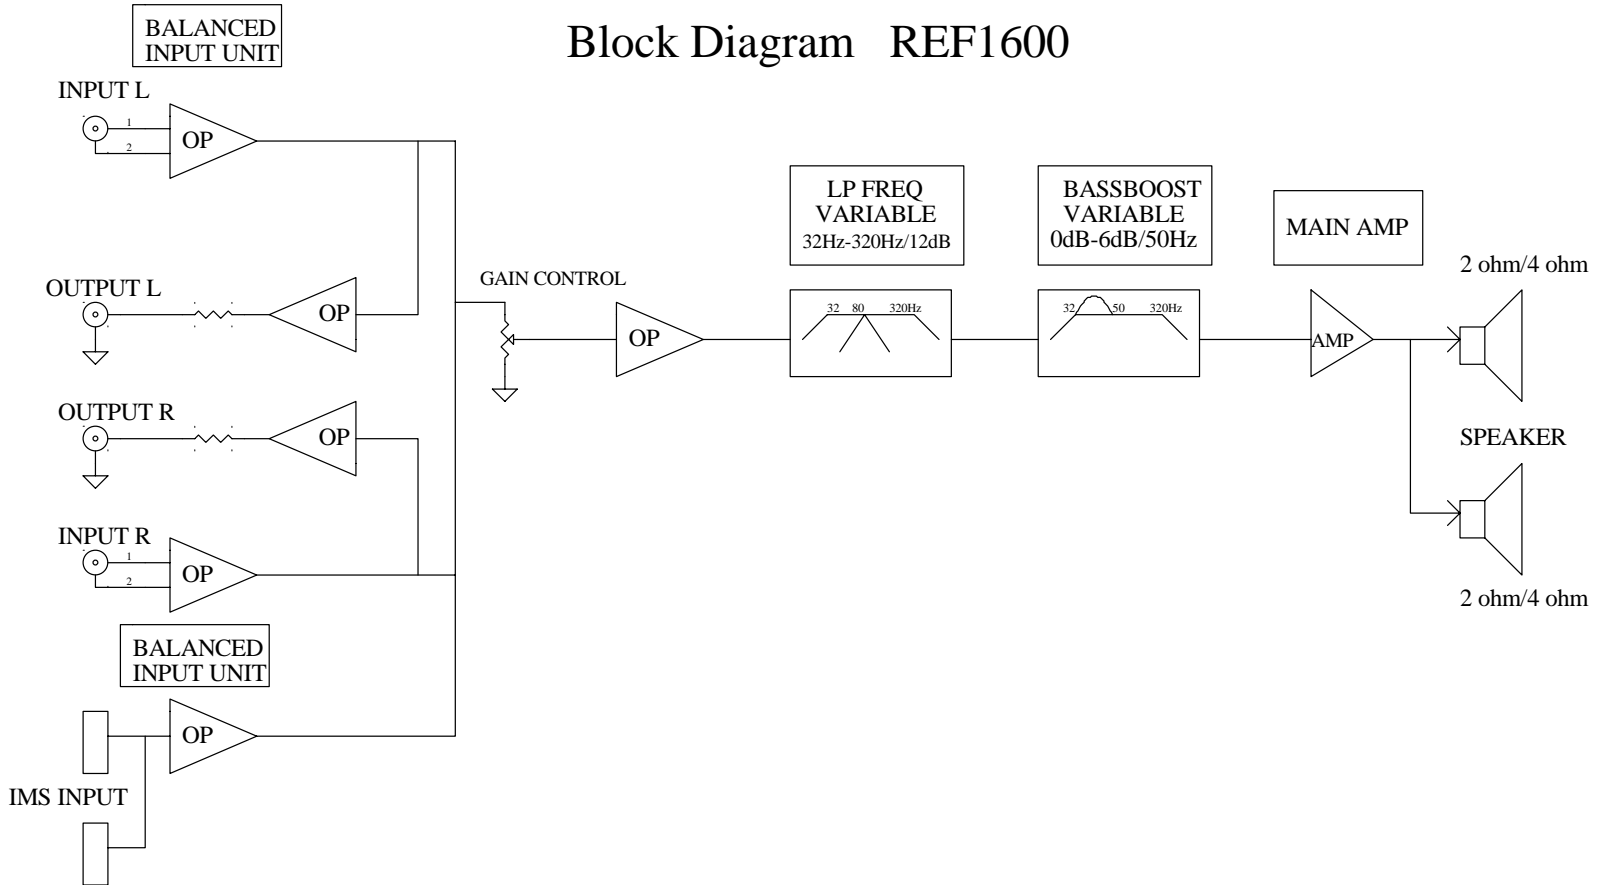 Block Diagram REF1600
BALANCED
INPUT UNIT
INPUT L
1
2
OP
OUTPUT L
OP
OUTPUT R
OP
INPUT R
1
2
OP
BALANCED
INPUT UNIT
OP
IMS INPUT
GAIN CONTROL
OP
LP FREQ
VARIABLE
32Hz-320Hz/12dB
32 80 320Hz
BASSBOOST
VARIABLE
0dB-6dB/50Hz
32 50 320Hz
MAIN AMP
AMP
2 ohm/4 ohm
SPEAKER
2 ohm/4 ohm